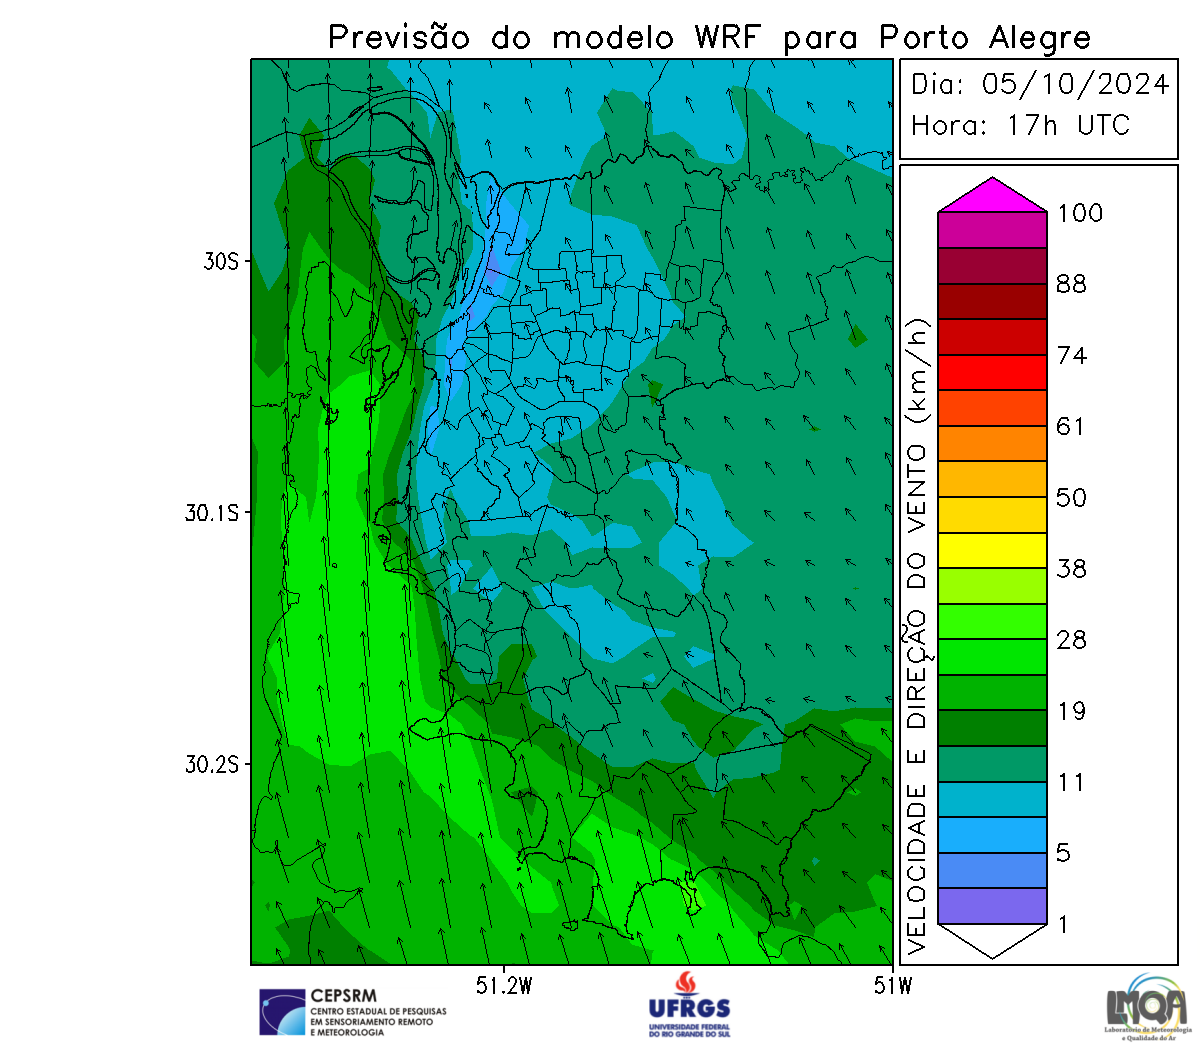 Previsão do modelo WRF para Porto Alegre
Dia: 05/10/2024
Hora: 17h UTC
VELOCIDADE E DIREÇÃO DO VENTO (km/h)
100
88
74
61
50
38
28
19
11
5
1
30S
30.1S
30.2S
51.2W
51W
CEPSRM
CENTRO ESTADUAL DE PESQUISAS
EM SENSORIAMENTO REMOTO
E METEOROLOGIA
UFRGS
UNIVERSIDADE FEDERAL
DO RIO GRANDE DO SUL
LMQA
Laboratório de Meteorologia
e Qualidade do Ar